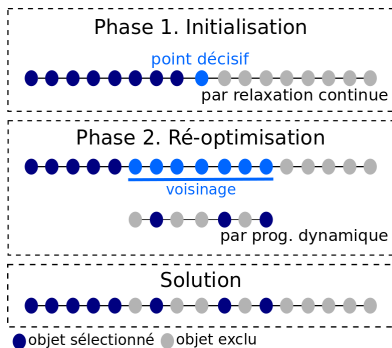 Phase 1. Initialisation
point décisif
par relaxation continue
Phase 2. Ré-optimisation
voisinage
par prog. dynamique
Solution
objet sélectionné objet exclu